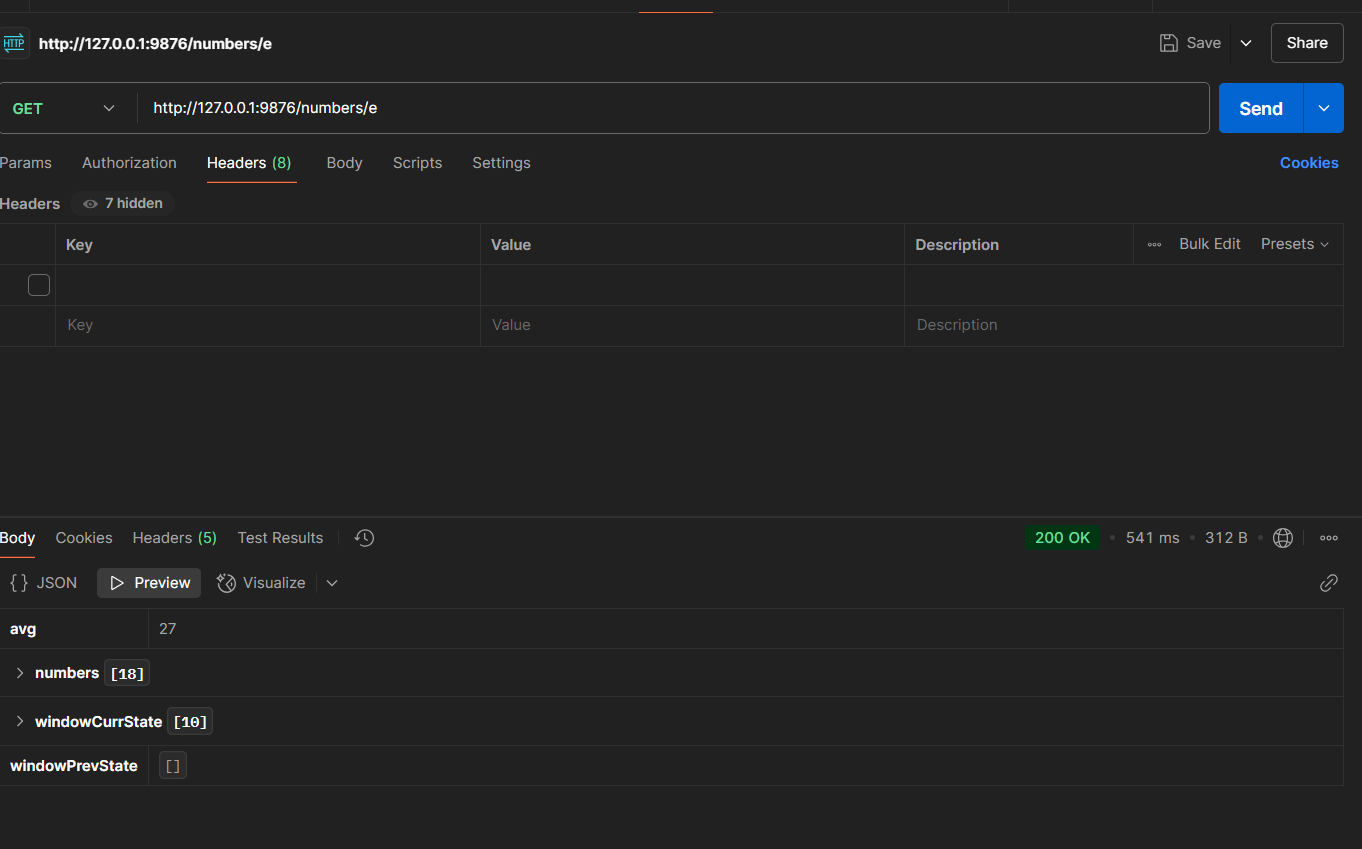 HTTP http://127.0.0.1:9876/numbers/e Save Share
GET http://127.0.0.1:9876/numbers/e Send
Params Authorization Headers (8) Body Scripts Settings Cookies
Headers 7 hidden
Key Value Description Bulk Edit Presets
Key Value Description
Body Cookies Headers (5) Test Results 200 OK • 541 ms • 312 B •
{} JSON Preview Visualize
avg 27
numbers [18]
windowCurrState [10]
windowPrevState []